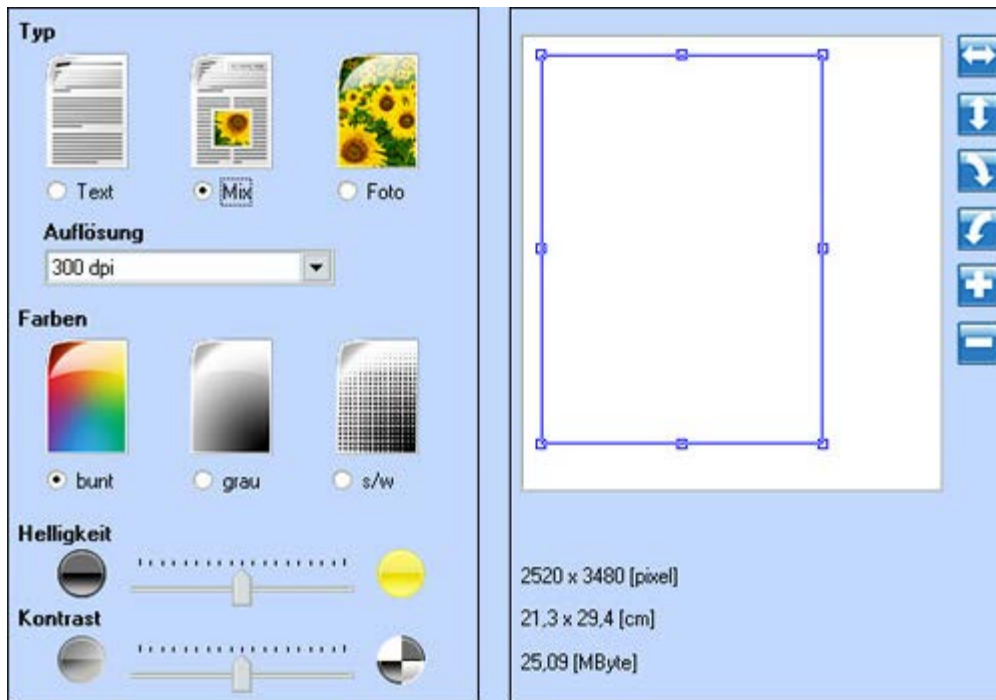 Typ
Text Mix Foto
Auflösung
300 dpi
Farben
bunt grau s/w
Helligkeit
Kontrast
2520 x 3480 [pixel]
21,3 x 29,4 [cm]
25,09 [MByte]